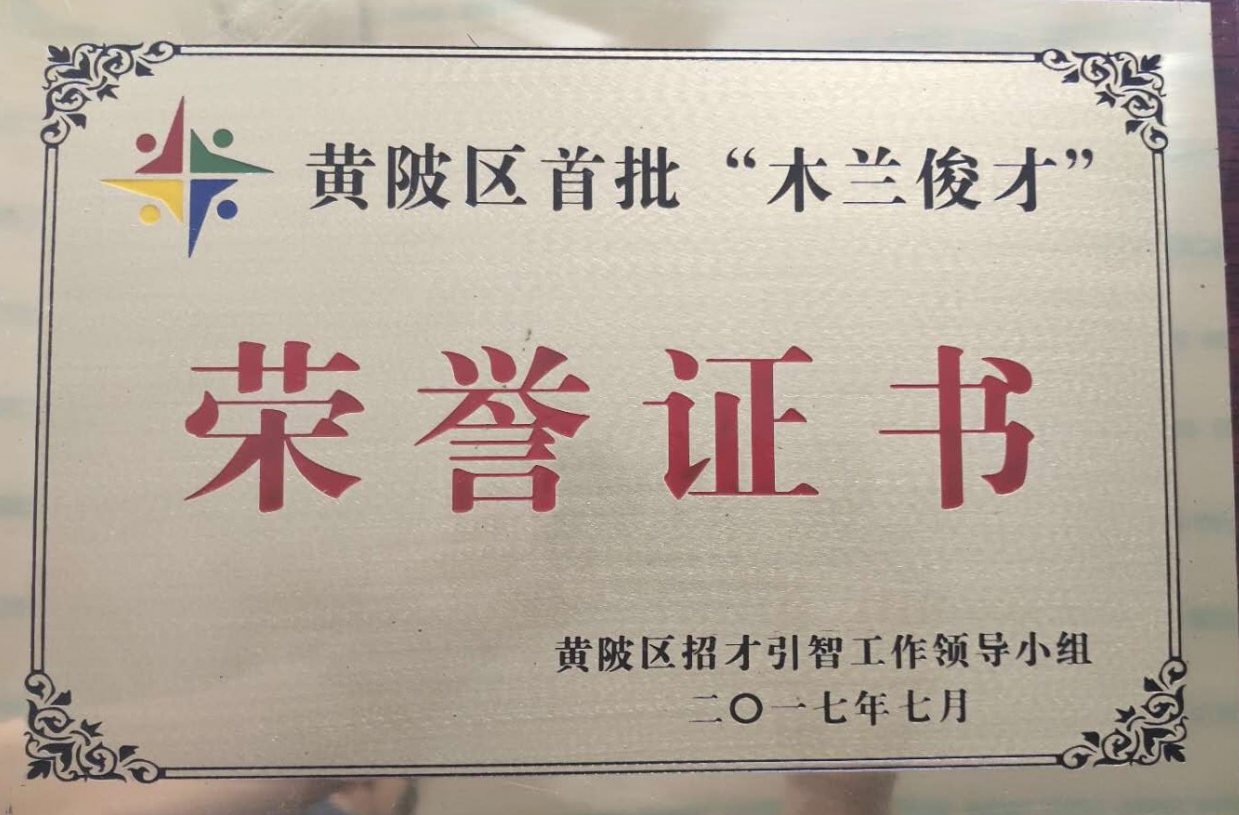 黄陂区首批“木兰俊才”
荣誉证书
黄陂区招才引智工作领导小组
二〇一七年七月